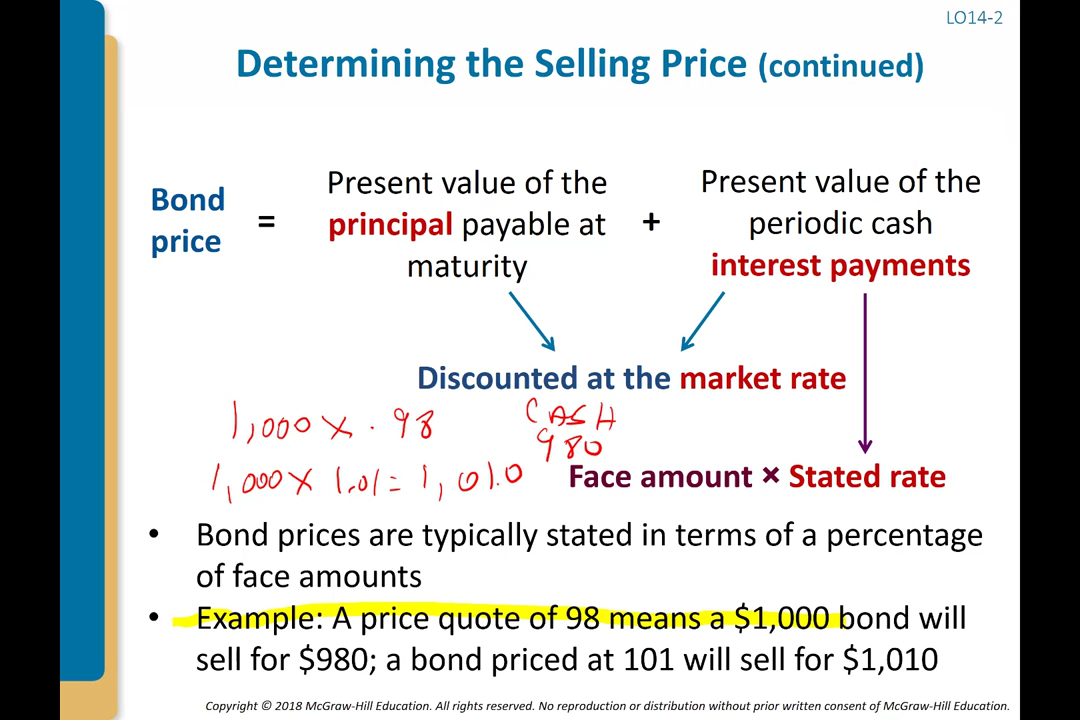 LO14-2
Determining the Selling Price (continued)
Bond price = Present value of the principal payable at maturity + Present value of the periodic cash interest payments
Discounted at the market rate
1,000 x .98 CASH
980
1,000 x 1.01 = 1,010
Face amount × Stated rate
• Bond prices are typically stated in terms of a percentage
of face amounts
• Example: A price quote of 98 means a $1,000 bond will
sell for $980; a bond priced at 101 will sell for $1,010
Copyright © 2018 McGraw-Hill Education. All rights reserved. No reproduction or distribution without prior written consent of McGraw-Hill Education.